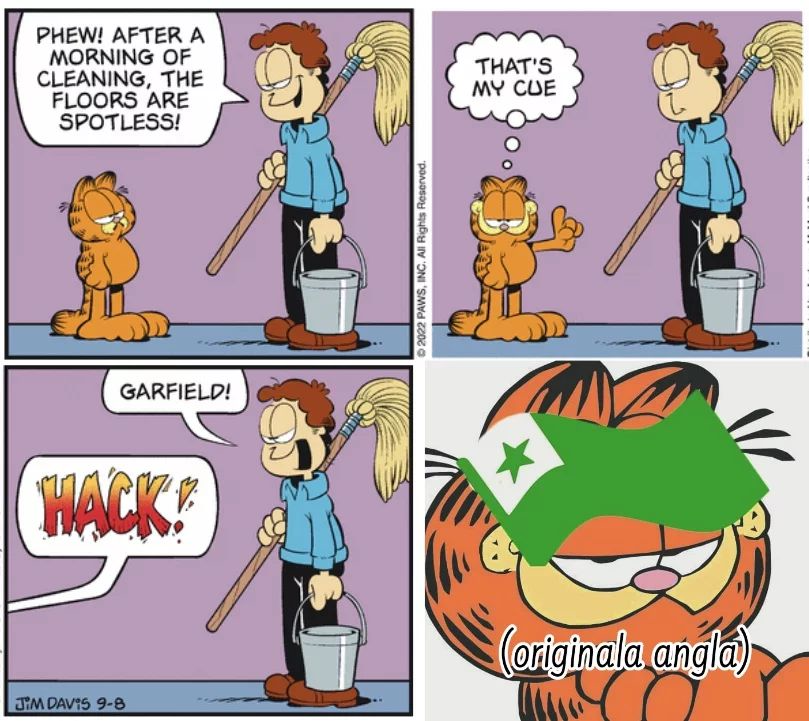 PHEW! AFTER A
MORNING OF
CLEANING, THE
FLOORS ARE
SPOTLESS!
© 2022 PAWS, INC. All Rights Reserved.
THAT'S
MY CUE
GARFIELD!
HACK!
JIM DAVIS 9-8
(originala angla)